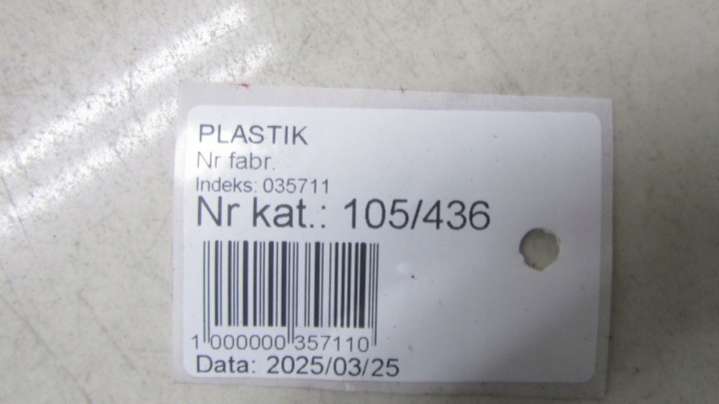 PLASTIK
Nr fabr.
Indeks: 035711
Nr kat.: 105/436
1 000000 357110
Data: 2025/03/25